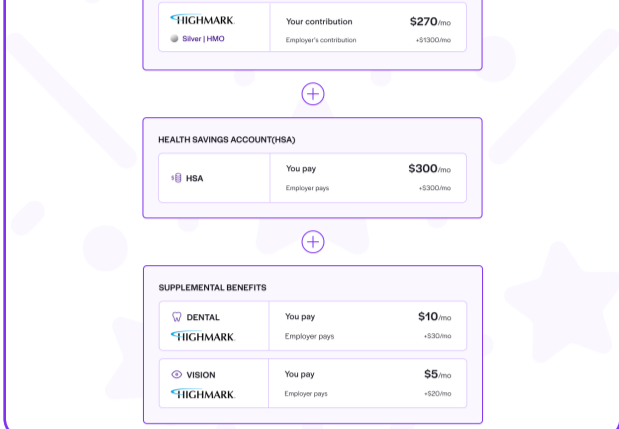 HIGHMARK.
Your contribution $270/mo
Silver | HMO
Employer's contribution +$1300/mo
HEALTH SAVINGS ACCOUNT(HSA)
HSA
You pay $300/mo
Employer pays +$300/mo
SUPPLEMENTAL BENEFITS
DENTAL
HIGHMARK.
You pay $10/mo
Employer pays +$30/mo
VISION
HIGHMARK.
You pay $5/mo
Employer pays +$20/mo